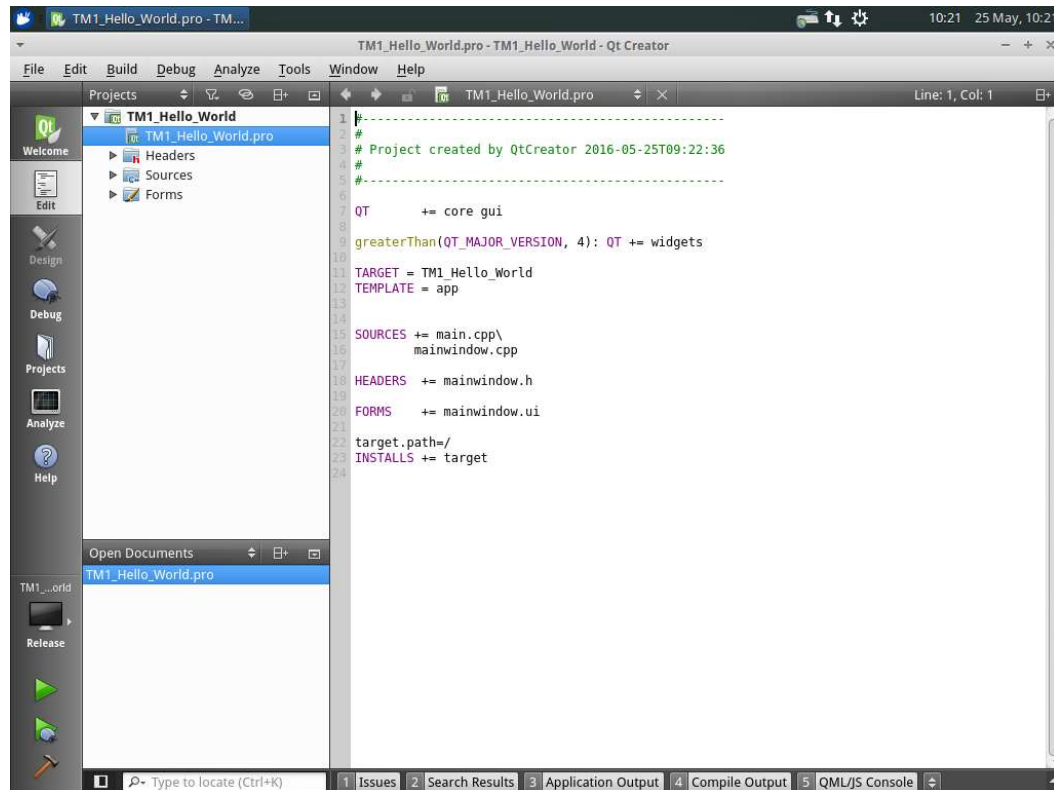 TM1_Hello_World.pro - TM...
10:21 25 May, 10:21
TM1_Hello_World.pro - TM1_Hello_World - Qt Creator
File Edit Build Debug Analyze Tools Window Help
Projects
TM1_Hello_World.pro
Line: 1, Col: 1
TM1_Hello_World
TM1_Hello_World.pro
Headers
Sources
Forms
Welcome
Edit
Design
Debug
Projects
Analyze
Help
1 #-------------------------------------------------
2 #
3 # Project created by QtCreator 2016-05-25T09:22:36
4 #
5 #-------------------------------------------------
6
7 QT       += core gui
8
9 greaterThan(QT_MAJOR_VERSION, 4): QT += widgets
10
11 TARGET = TM1_Hello_World
12 TEMPLATE = app
13
14
15 SOURCES += main.cpp\
16         mainwindow.cpp
17
18 HEADERS  += mainwindow.h
19
20 FORMS    += mainwindow.ui
21
22 target.path=/
23 INSTALLS += target
24
Open Documents
TM1_Hello_World.pro
TM1_...orld
Release
Type to locate (Ctrl+K)
1 Issues 2 Search Results 3 Application Output 4 Compile Output 5 QML/JS Console